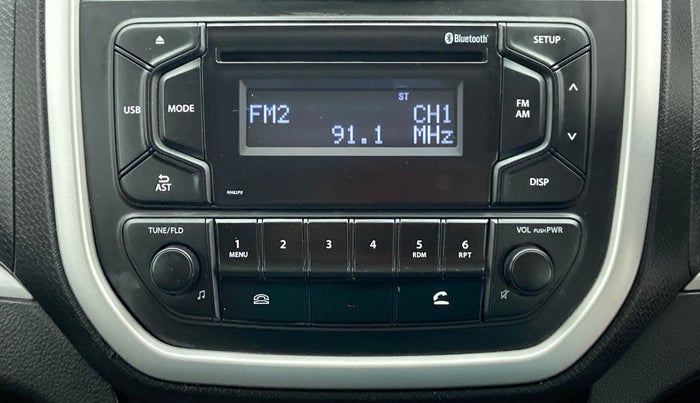 Bluetooth®
SETUP
USB
MODE
FM2 ST CH1
91.1 MHz
FM
AM
AST
DISP
TUNE/FLD
1 MENU
2
3
4
5 RDM
6 RPT
VOL PUSH PWR